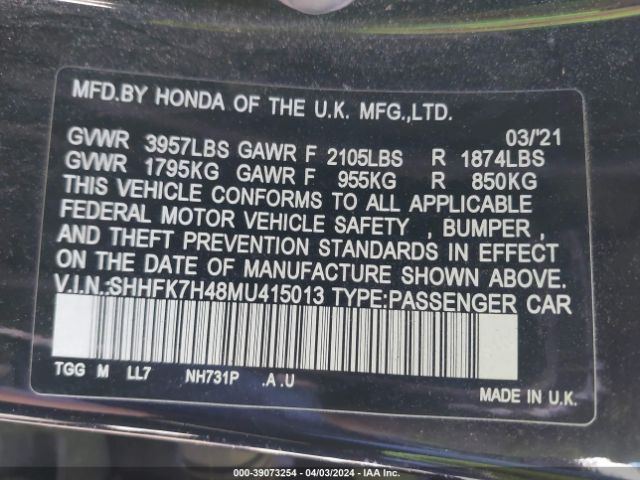 MFD.BY HONDA OF THE U.K. MFG.,LTD.
03/'21
GVWR 3957LBS GAWR F 2105LBS R 1874LBS
GVWR 1795KG GAWR F 955KG R 850KG
THIS VEHICLE CONFORMS TO ALL APPLICABLE
FEDERAL MOTOR VEHICLE SAFETY , BUMPER ,
AND THEFT PREVENTION STANDARDS IN EFFECT
ON THE DATE OF MANUFACTURE SHOWN ABOVE.
V.I.N.:SHHFK7H48MU415013 TYPE:PASSENGER CAR
TGG M LL7 NH731P .A .U
MADE IN U.K.
000-39073254 - 04/03/2024 - IAA Inc.